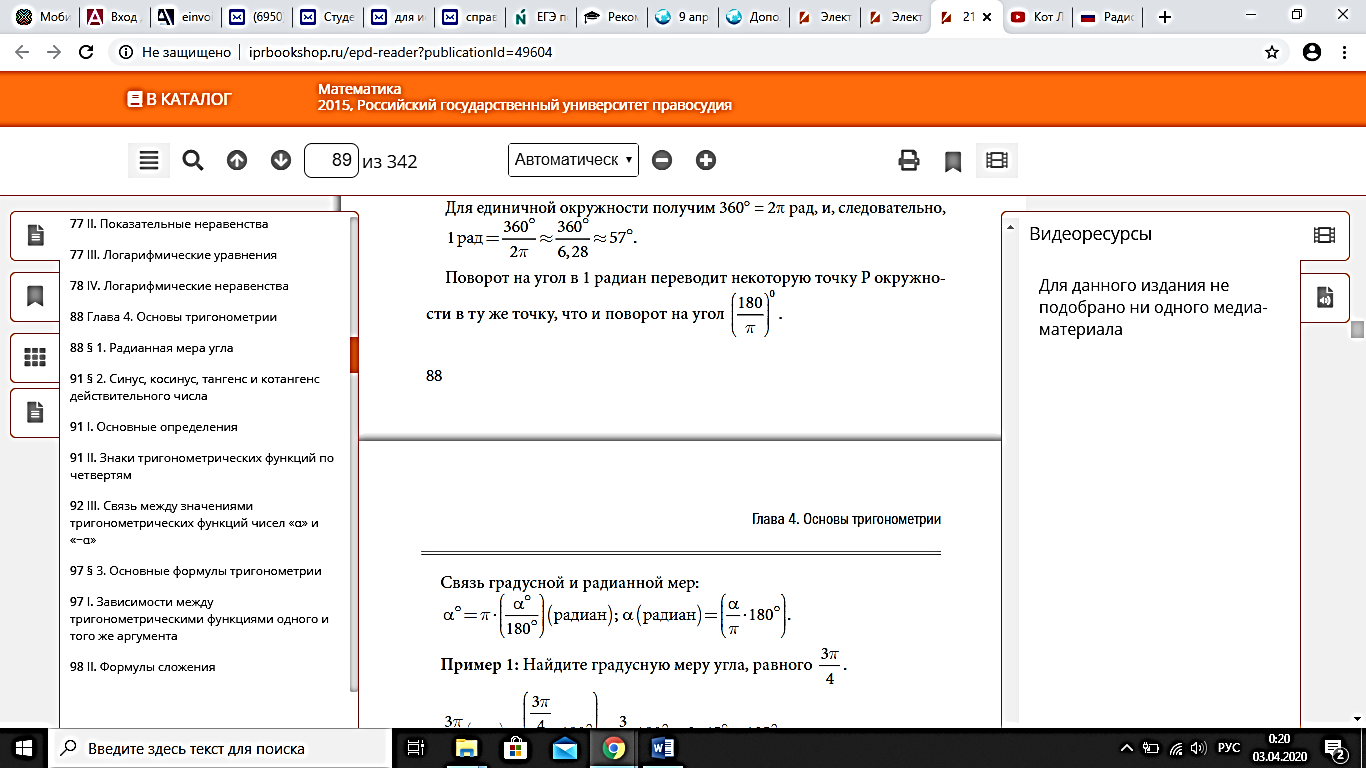 Моби
Вход
einvoi
(6950
Студе
для и
справ
ЕГЭ п
Реком
9 апр
Допо
Элект
Элект
21
Кот Л
Радис
Не защищено | iprbookshop.ru/epd-reader?publicationId=49604
В КАТАЛОГ
Математика
2015, Российский государственный университет правосудия
89 из 342
Автоматическ
77 II. Показательные неравенства
77 III. Логарифмические уравнения
78 IV. Логарифмические неравенства
88 Глава 4. Основы тригонометрии
88 § 1. Радианная мера угла
91 § 2. Синус, косинус, тангенс и котангенс
действительного числа
91 I. Основные определения
91 II. Знаки тригонометрических функций по
четвертям
92 III. Связь между значениями
тригонометрических функций чисел «α» и
«−α»
97 § 3. Основные формулы тригонометрии
97 I. Зависимости между
тригонометрическими функциями одного и
того же аргумента
98 II. Формулы сложения
Для единичной окружности получим 360° = 2π рад, и, следовательно,
1 рад = 360°/2π ≈ 360°/6,28 ≈ 57°.
Поворот на угол в 1 радиан переводит некоторую точку P окружно-
сти в ту же точку, что и поворот на угол (180/π)⁰.
88
Глава 4. Основы тригонометрии
Связь градусной и радианной мер:
α° = π · (α°/180°) (радиан); α (радиан) = (α/π · 180°).
Пример 1: Найдите градусную меру угла, равного 3π/4.
Видеоресурсы
Для данного издания не
подобрано ни одного медиа-
материала
Введите здесь текст для поиска
РУС
0:20
03.04.2020
2